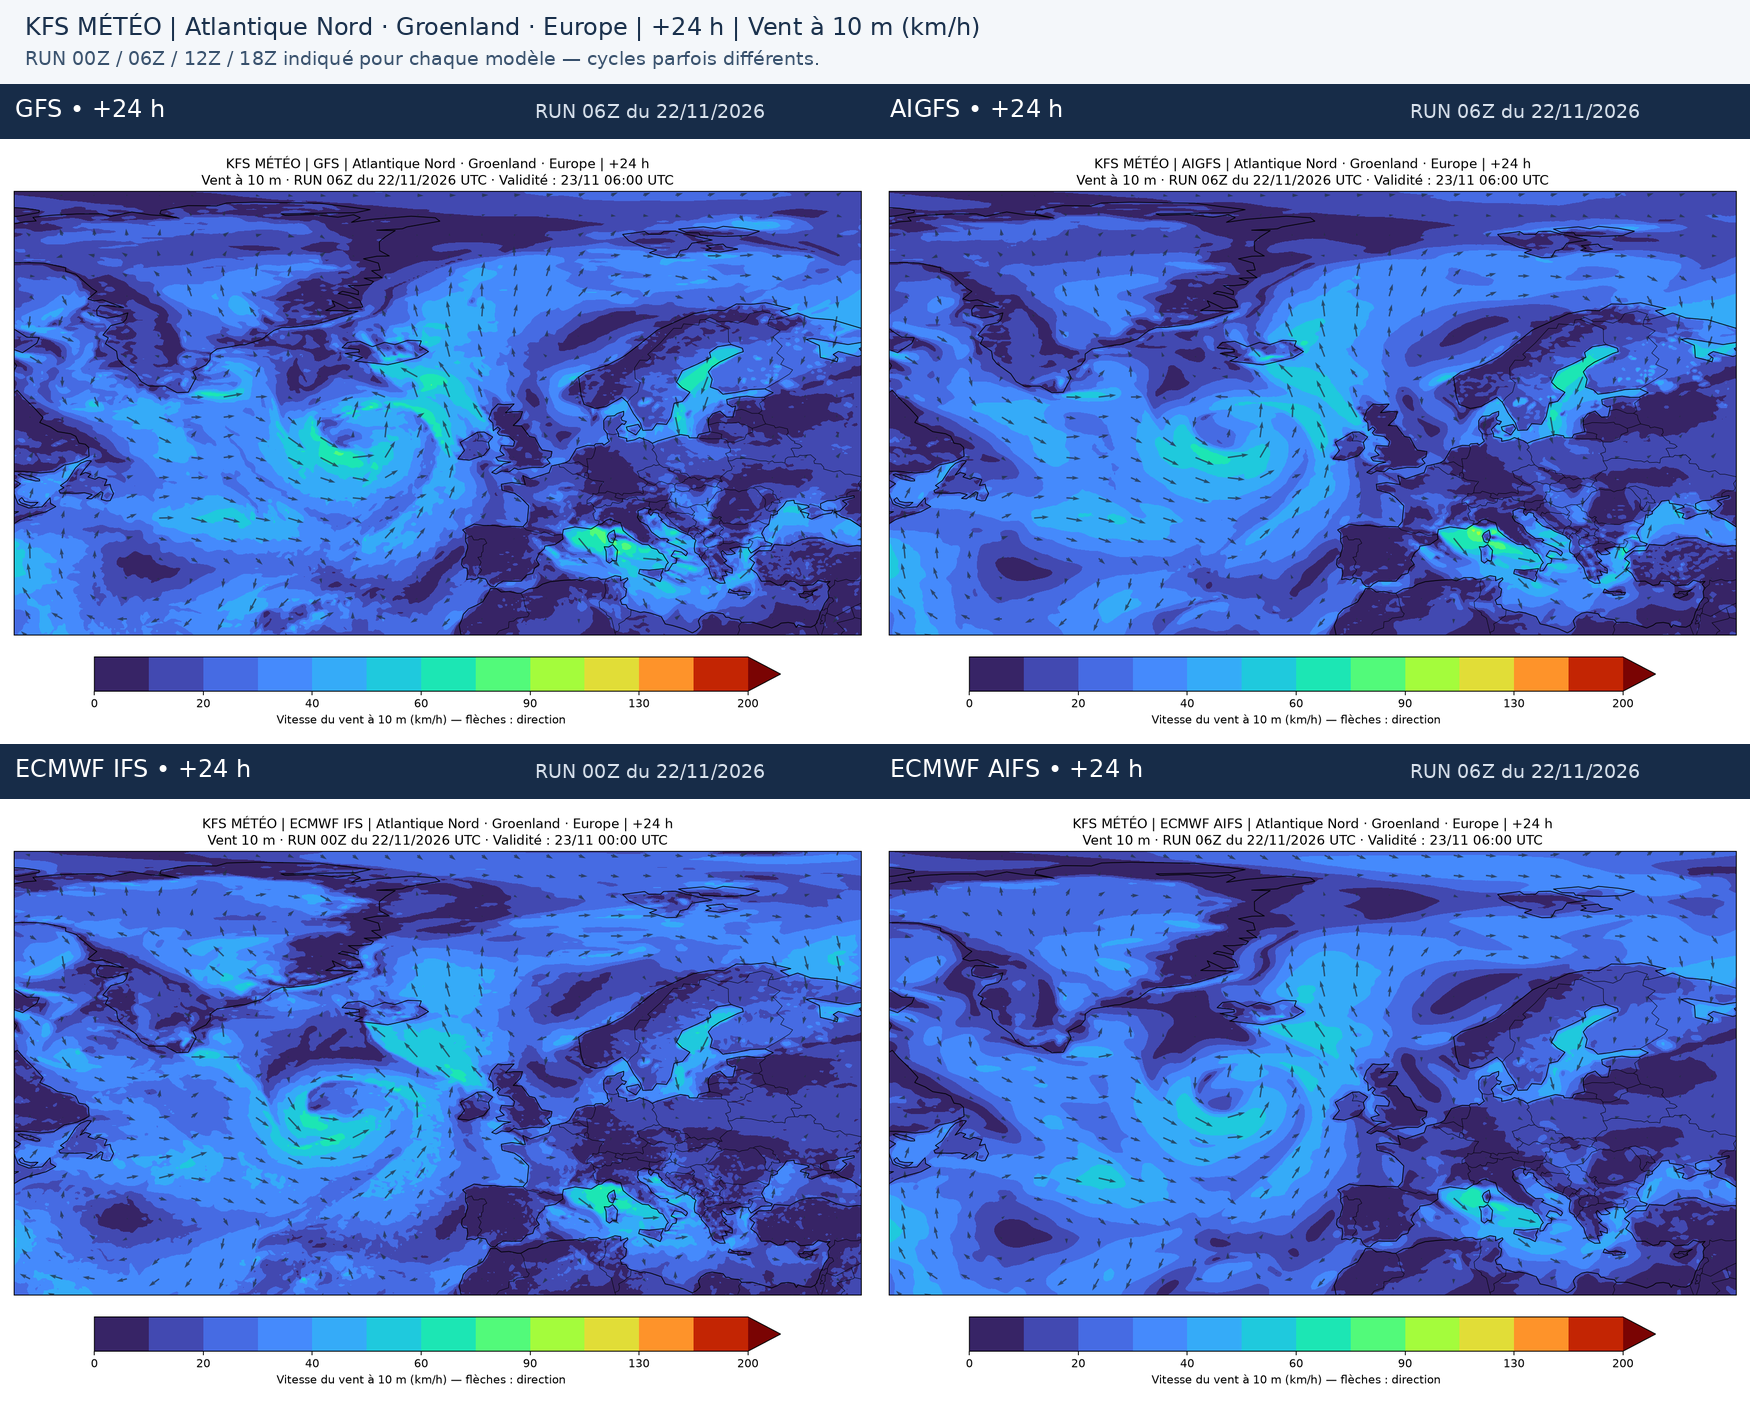 KFS MÉTÉO | Atlantique Nord · Groenland · Europe | +24 h | Vent à 10 m (km/h)
RUN 00Z / 06Z / 12Z / 18Z indiqué pour chaque modèle — cycles parfois différents.
GFS • +24 h
RUN 06Z du 22/11/2026
KFS MÉTÉO | GFS | Atlantique Nord · Groenland · Europe | +24 h
Vent à 10 m · RUN 06Z du 22/11/2026 UTC · Validité : 23/11 06:00 UTC
0 20 40 60 90 130 200
Vitesse du vent à 10 m (km/h) — flèches : direction
AIGFS • +24 h
RUN 06Z du 22/11/2026
KFS MÉTÉO | AIGFS | Atlantique Nord · Groenland · Europe | +24 h
Vent à 10 m · RUN 06Z du 22/11/2026 UTC · Validité : 23/11 06:00 UTC
0 20 40 60 90 130 200
Vitesse du vent à 10 m (km/h) — flèches : direction
ECMWF IFS • +24 h
RUN 00Z du 22/11/2026
KFS MÉTÉO | ECMWF IFS | Atlantique Nord · Groenland · Europe | +24 h
Vent 10 m · RUN 00Z du 22/11/2026 UTC · Validité : 23/11 00:00 UTC
0 20 40 60 90 130 200
Vitesse du vent à 10 m (km/h) — flèches : direction
ECMWF AIFS • +24 h
RUN 06Z du 22/11/2026
KFS MÉTÉO | ECMWF AIFS | Atlantique Nord · Groenland · Europe | +24 h
Vent 10 m · RUN 06Z du 22/11/2026 UTC · Validité : 23/11 06:00 UTC
0 20 40 60 90 130 200
Vitesse du vent à 10 m (km/h) — flèches : direction